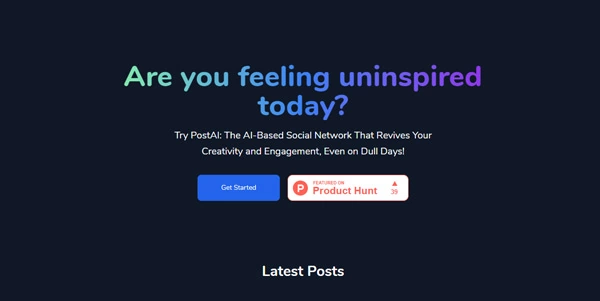 Are you feeling uninspired
today?
Try PostAI: The AI-Based Social Network That Revives Your
Creativity and Engagement, Even on Dull Days!
Get Started
P
FEATURED ON
Product Hunt
▲
39
Latest Posts